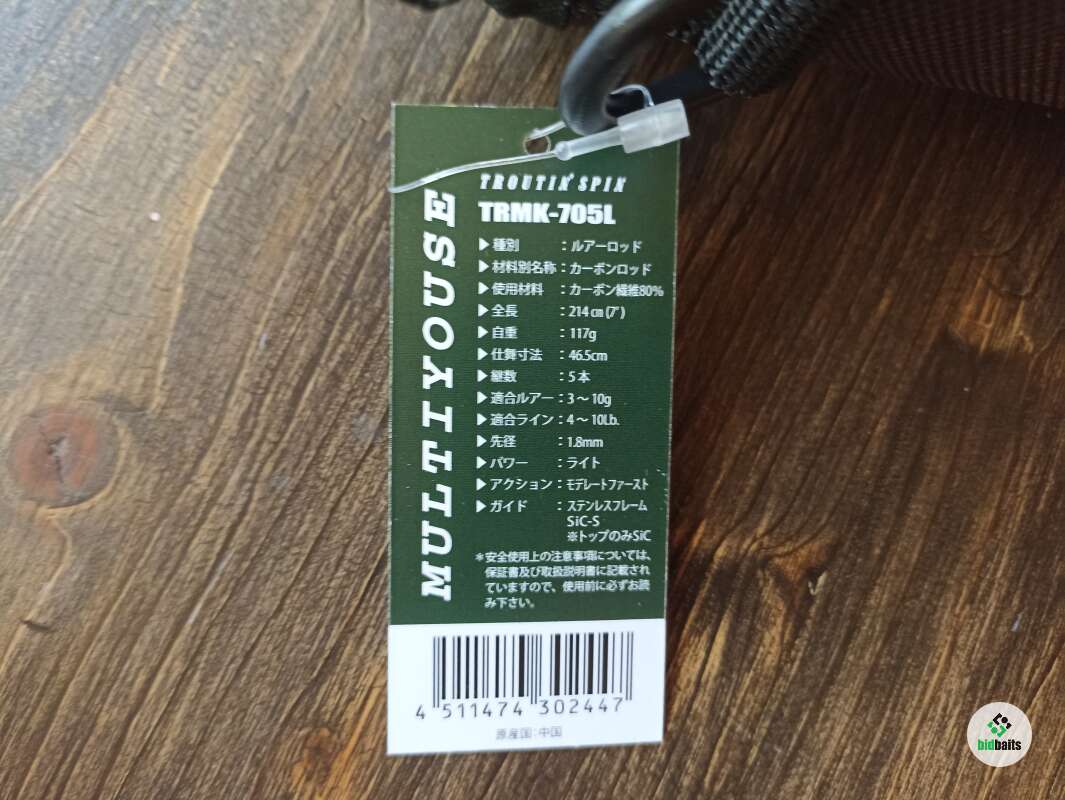 MULTIYOUSE
TROUTIN' SPIN
TRMK-705L
▶種別 ：ルアーロッド
▶材料別名称：カーボンロッド
▶使用材料 ：カーボン繊維80%
▶全長 ：214㎝(7')
▶自重 ：117g
▶仕舞寸法 ：46.5cm
▶継数 ：5本
▶適合ルアー：3～10g
▶適合ライン：4～10Lb.
▶先径 ：1.8mm
▶パワー ：ライト
▶アクション：モデレートファースト
▶ガイド ：ステンレスフレーム
SiC-S
※トップのみSiC
＊安全使用上の注意事項については、
保証書及び取扱説明書に記載され
ていますので、使用前に必ずお読
み下さい。
4 511474 302447
原産国：中国
bidbaits